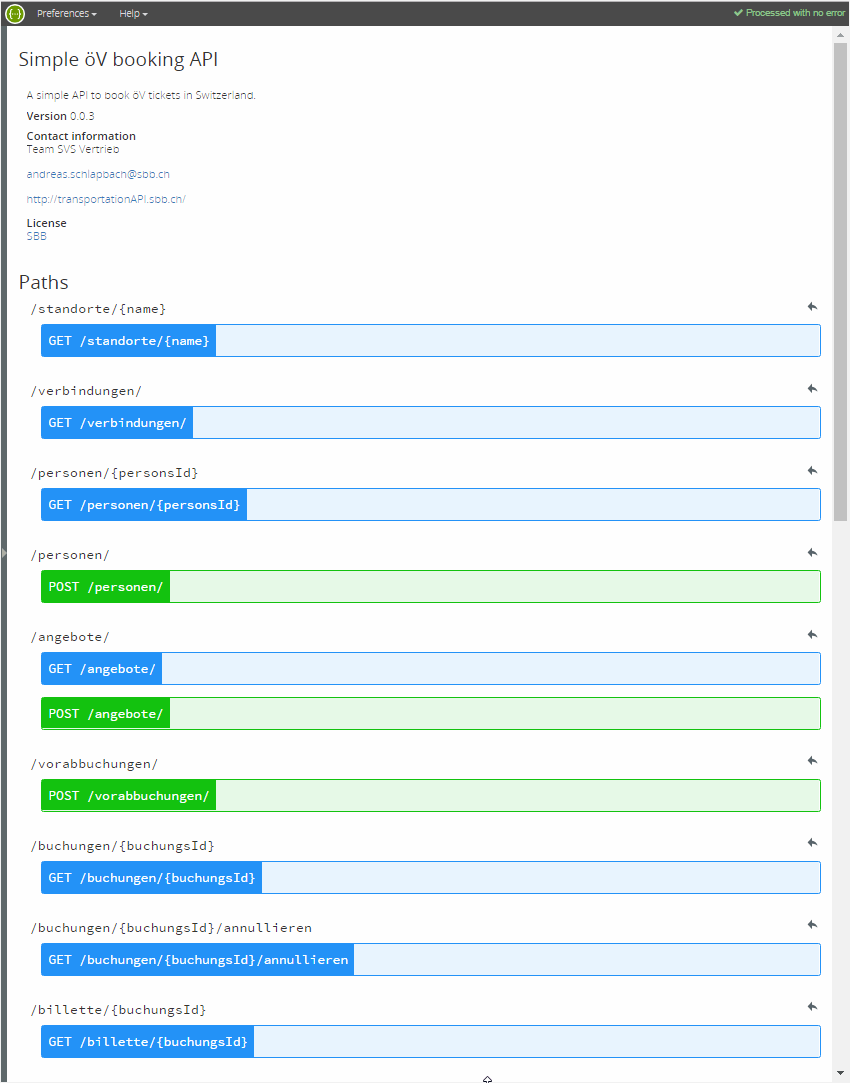 {···} Preferences Help Processed with no error
Simple öV booking API
A simple API to book öV tickets in Switzerland.
Version 0.0.3
Contact information
Team SVS Vertrieb
andreas.schlapbach@sbb.ch
http://transportationAPI.sbb.ch/
License
SBB
Paths
/standorte/{name}
GET /standorte/{name}
/verbindungen/
GET /verbindungen/
/personen/{personsId}
GET /personen/{personsId}
/personen/
POST /personen/
/angebote/
GET /angebote/
POST /angebote/
/vorabbuchungen/
POST /vorabbuchungen/
/buchungen/{buchungsId}
GET /buchungen/{buchungsId}
/buchungen/{buchungsId}/annullieren
GET /buchungen/{buchungsId}/annullieren
/billette/{buchungsId}
GET /billette/{buchungsId}